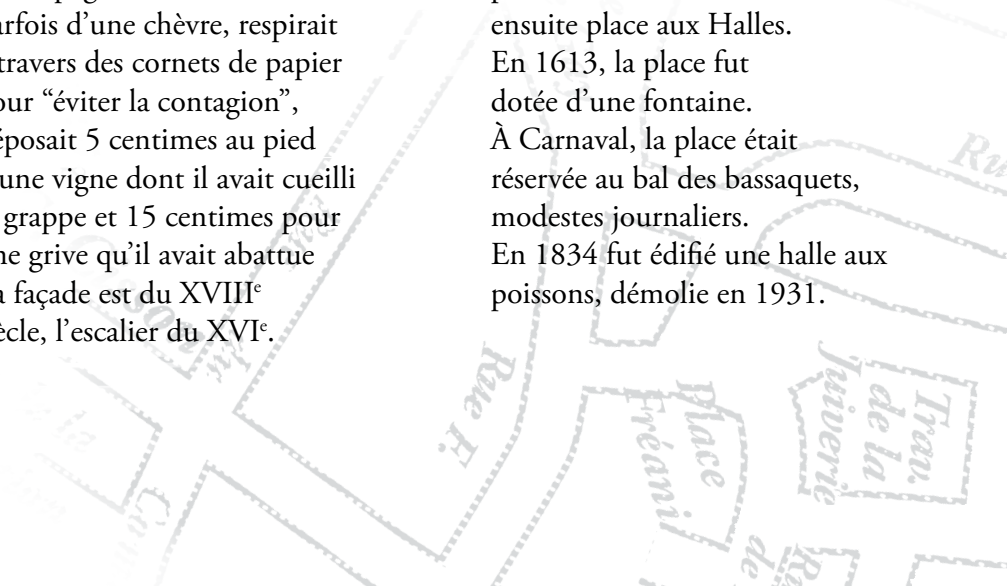 arfois d'une chèvre, respirait
travers des cornets de papier
our “éviter la contagion”,
éposait 5 centimes au pied
une vigne dont il avait cueilli
grappe et 15 centimes pour
ne grive qu'il avait abattue
a façade est du XVIIIe
ècle, l'escalier du XVIe.
ensuite place aux Halles.
En 1613, la place fut
dotée d'une fontaine.
À Carnaval, la place était
réservée au bal des bassaquets,
modestes journaliers.
En 1834 fut édifié une halle aux
poissons, démolie en 1931.
Rue F.
Place
Fréanil
Tran.
de la
Juiverie
de